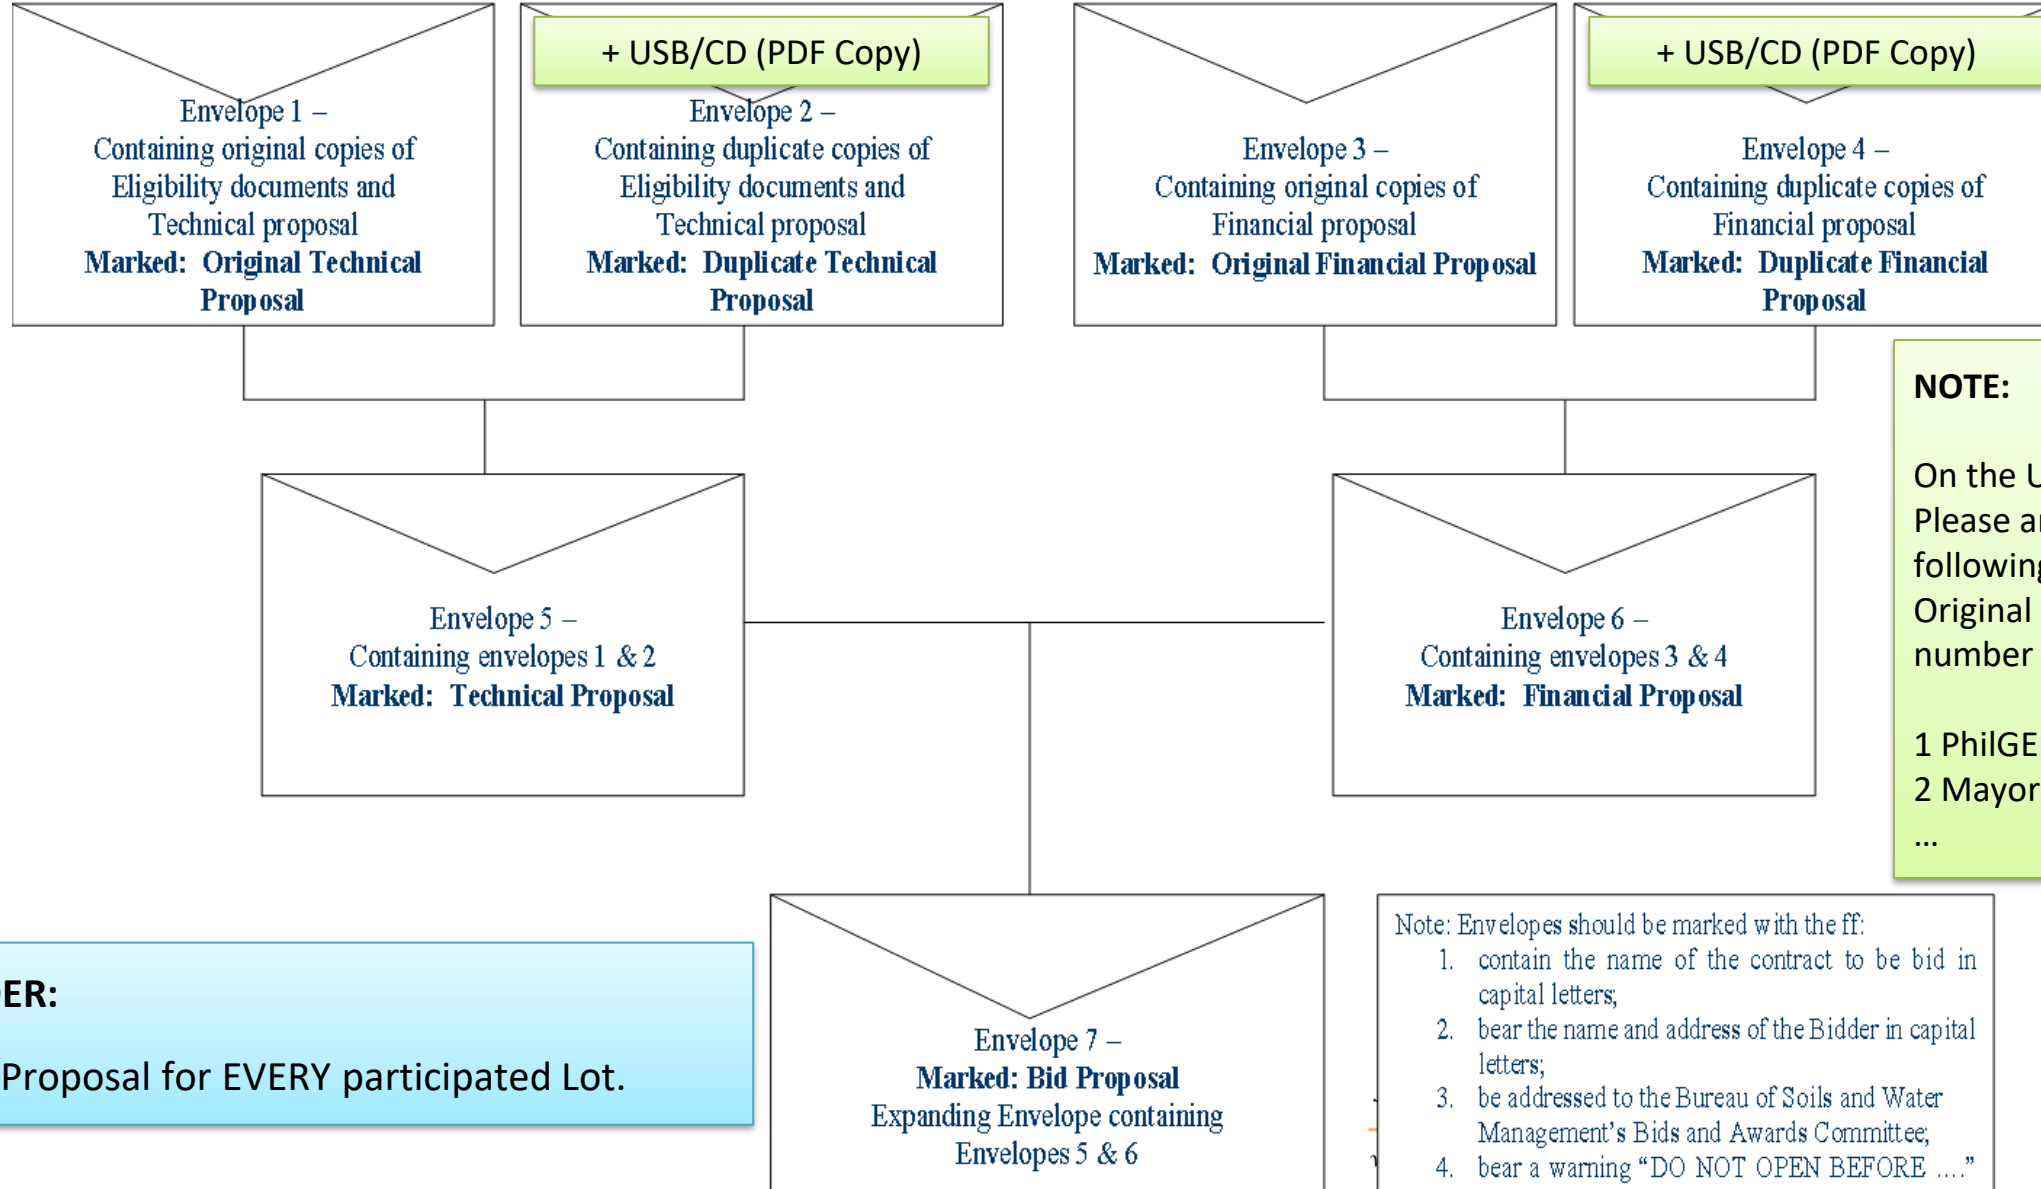 + USB/CD (PDF Copy)
Envelope 1 –
Containing original copies of
Eligibility documents and
Technical proposal
Marked: Original Technical
Proposal
Envelope 2 –
Containing duplicate copies of
Eligibility documents and
Technical proposal
Marked: Duplicate Technical
Proposal
Envelope 3 –
Containing original copies of
Financial proposal
Marked: Original Financial Proposal
+ USB/CD (PDF Copy)
Envelope 4 –
Containing duplicate copies of
Financial proposal
Marked: Duplicate Financial
Proposal
NOTE:
On the
Please
following
Original
number
1
2 Mayor
...
Envelope 5 –
Containing envelopes 1 & 2
Marked: Technical Proposal
Envelope 6 –
Containing envelopes 3 & 4
Marked: Financial Proposal
Proposal for EVERY participated Lot.
Envelope 7 –
Marked: Bid Proposal
Expanding Envelope containing
Envelopes 5 & 6
Note: Envelopes should be marked with the ff:
1. contain the name of the contract to be bid in
capital letters;
2. bear the name and address of the Bidder in capital
letters;
3. be addressed to the Bureau of Soils and Water
Management's Bids and Awards Committee;
4. bear a warning “DO NOT OPEN BEFORE ....”